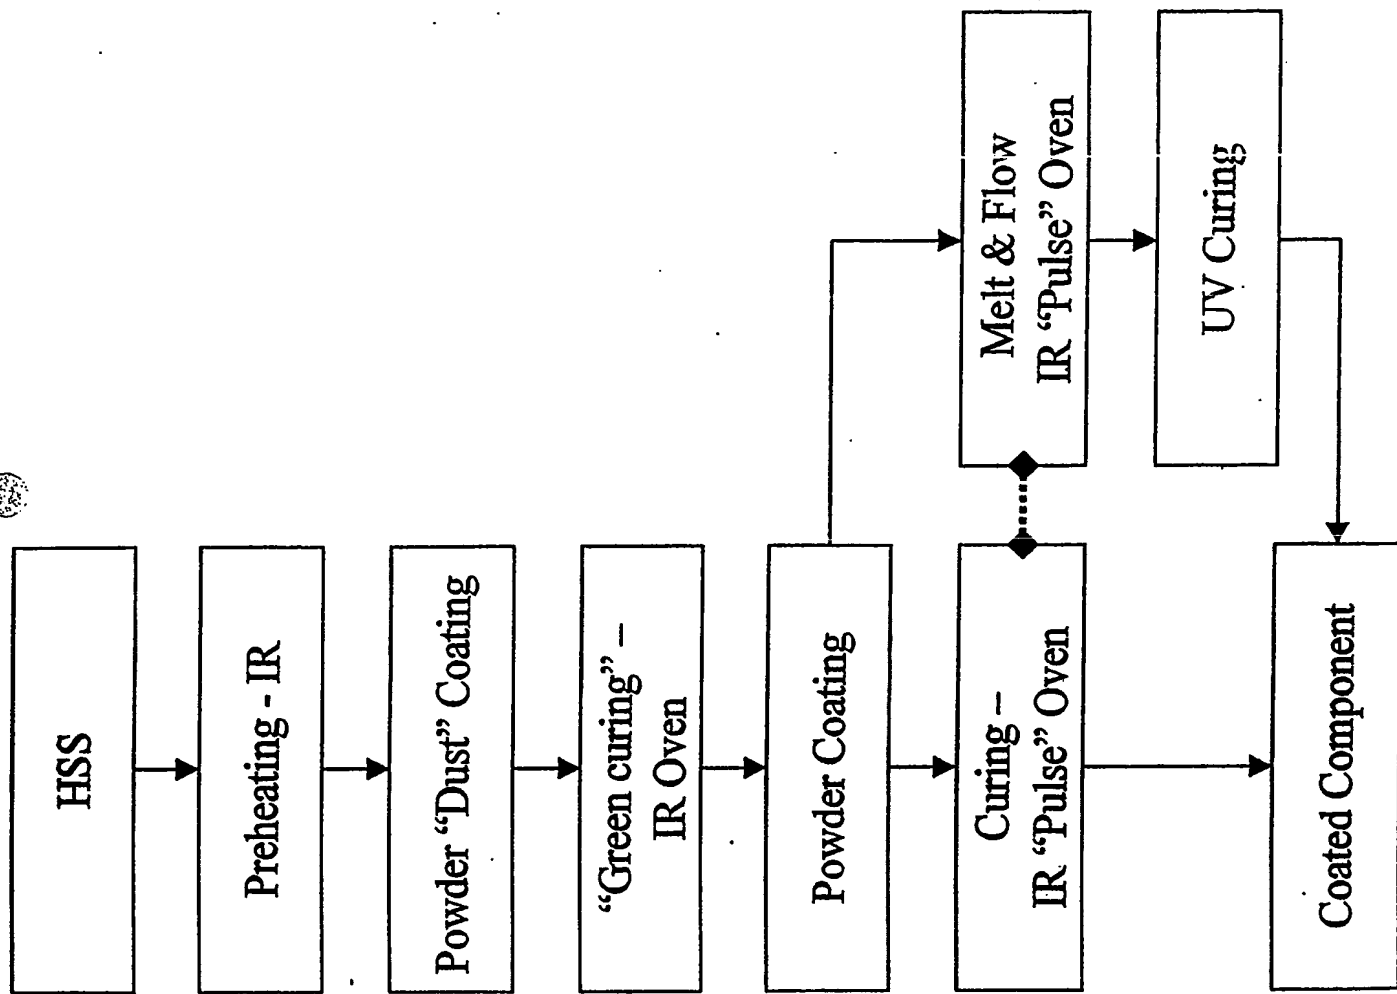 HSS
Preheating - IR
Powder “Dust” Coating
“Green curing” –
IR Oven
Powder Coating
Curing –
IR “Pulse” Oven
Melt & Flow
IR “Pulse” Oven
UV Curing
Coated Component